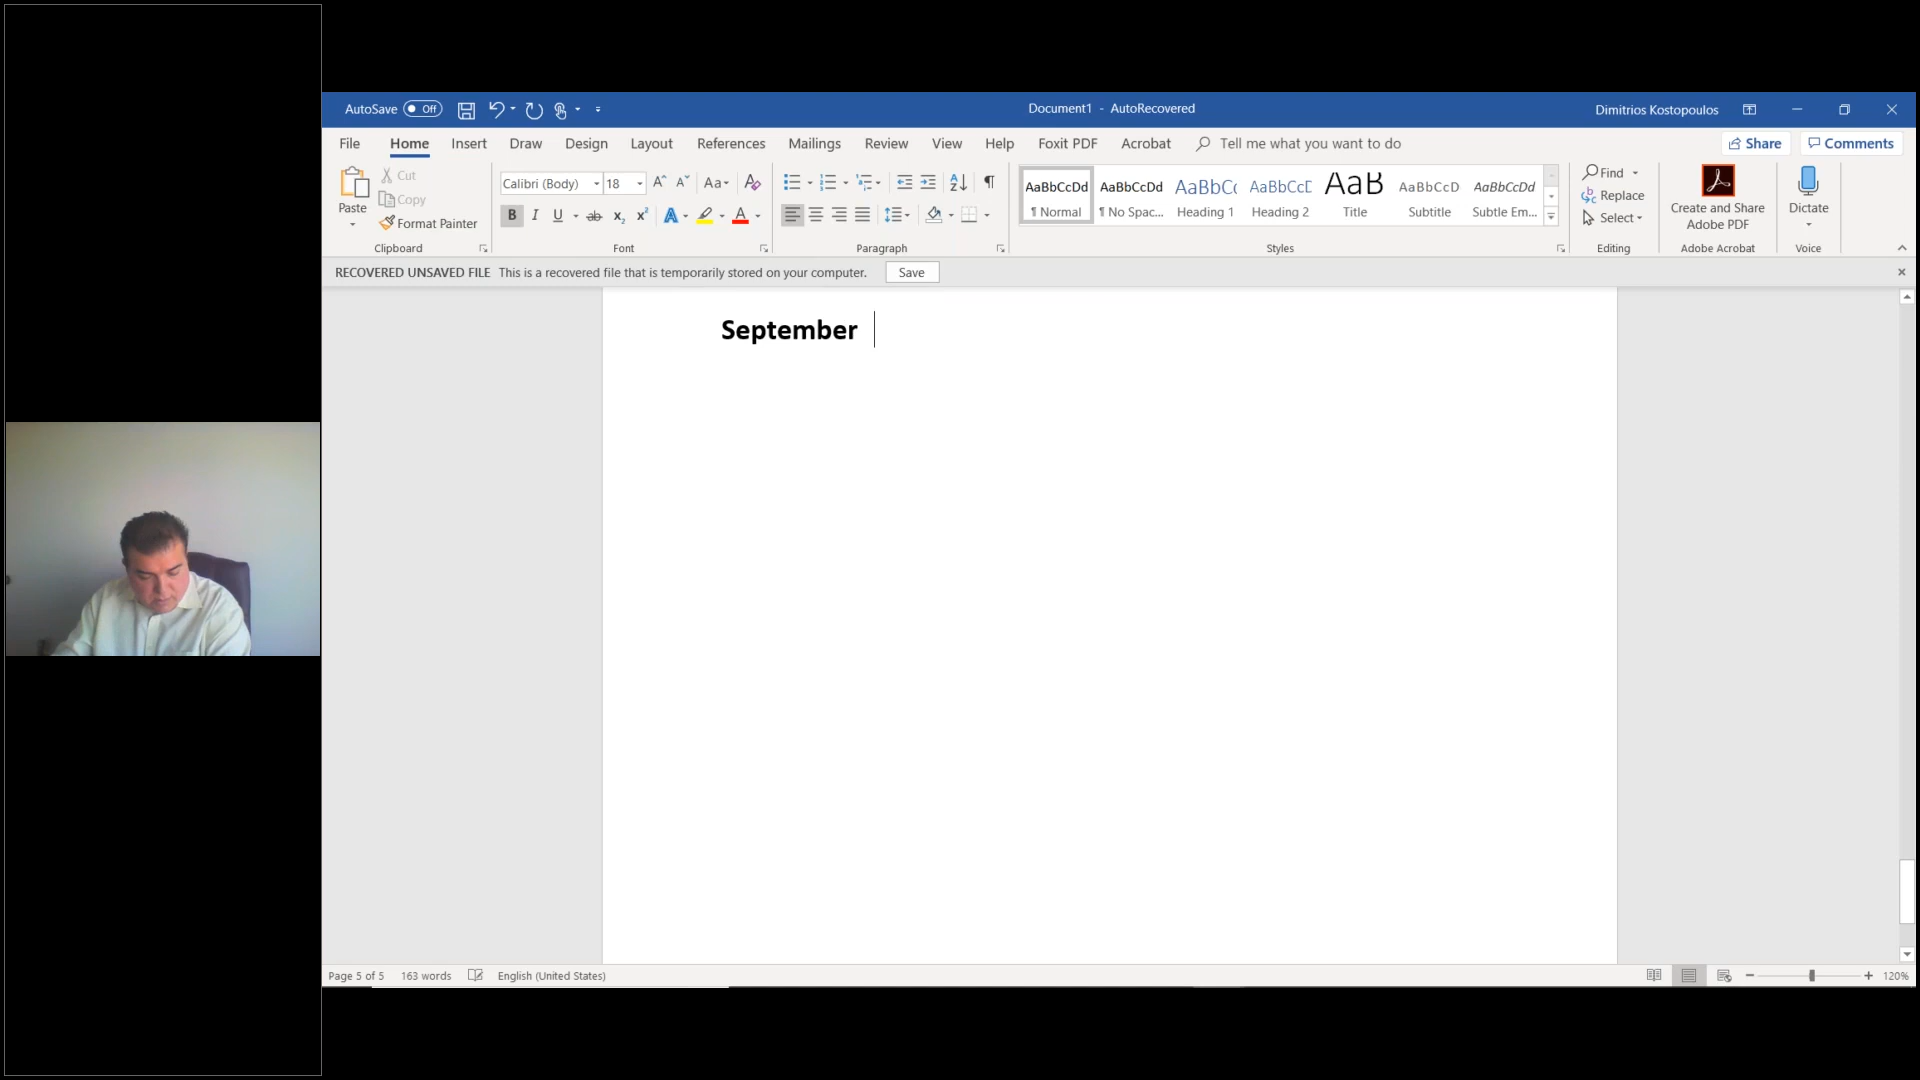 AutoSave Off
Document1 - AutoRecovered
Dimitrios Kostopoulos
File Home Insert Draw Design Layout References Mailings Review View Help Foxit PDF Acrobat Tell me what you want to do
Share Comments
Paste
Cut
Copy
Format Painter
Clipboard
Calibri (Body) 18
Font
Paragraph
AaBbCcDd AaBbCcDd AaBbC AaBbCcE AaB AaBbCcD AaBbCcDd
¶ Normal ¶ No Spac... Heading 1 Heading 2 Title Subtitle Subtle Em...
Styles
Find
Replace
Select
Editing
Create and Share
Adobe PDF
Adobe Acrobat
Dictate
Voice
RECOVERED UNSAVED FILE This is a recovered file that is temporarily stored on your computer. Save
September
Page 5 of 5 163 words English (United States)
120%